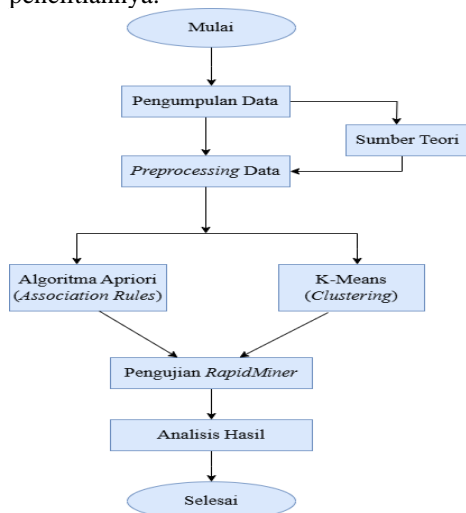 penelitiannya.
Mulai
Pengumpulan Data
Sumber Teori
Preprocessing Data
Algoritma Apriori
(Association Rules)
K-Means
(Clustering)
Pengujian RapidMiner
Analisis Hasil
Selesai